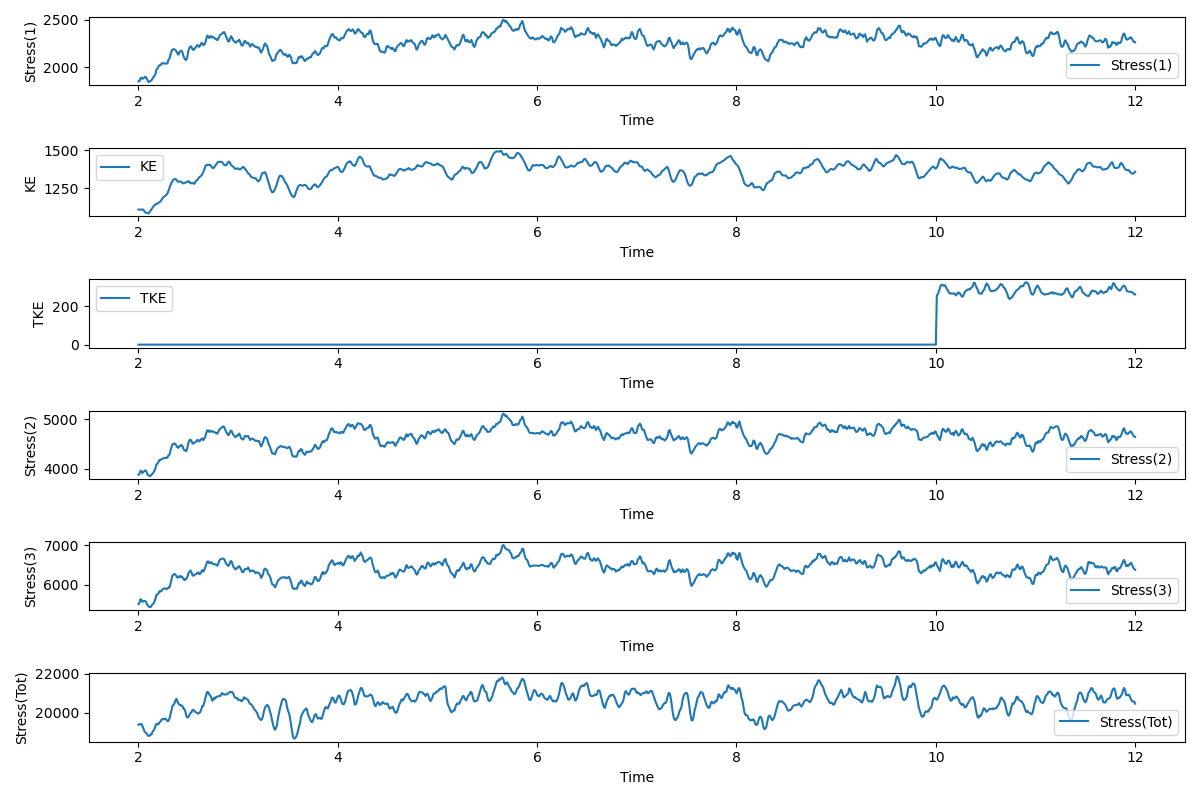 2500
2000
Stress(1)
Stress(1)
2 4 6 8 10 12
Time
1500
1250
KE
KE
2 4 6 8 10 12
Time
200
0
TKE
TKE
2 4 6 8 10 12
Time
5000
4000
Stress(2)
Stress(2)
2 4 6 8 10 12
Time
7000
6000
Stress(3)
Stress(3)
2 4 6 8 10 12
Time
22000
20000
Stress(Tot)
Stress(Tot)
2 4 6 8 10 12
Time